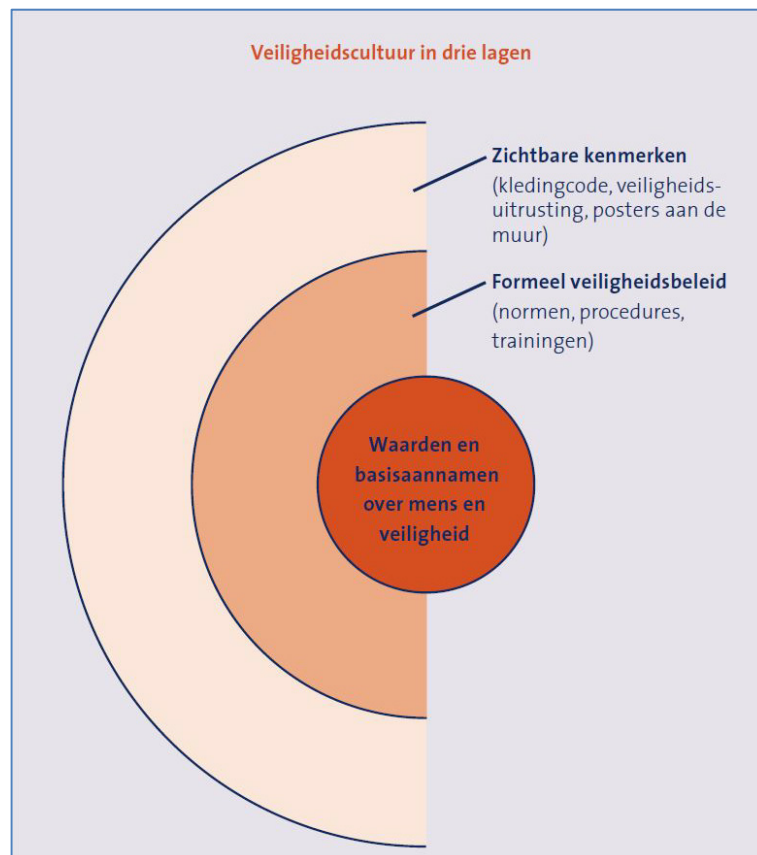 Veiligheidscultuur in drie lagen
Zichtbare kenmerken
(kledingcode, veiligheids-
uitrusting, posters aan de
muur)
Formeel veiligheidsbeleid
(normen, procedures,
trainingen)
Waarden en
basisaannamen
over mens en
veiligheid